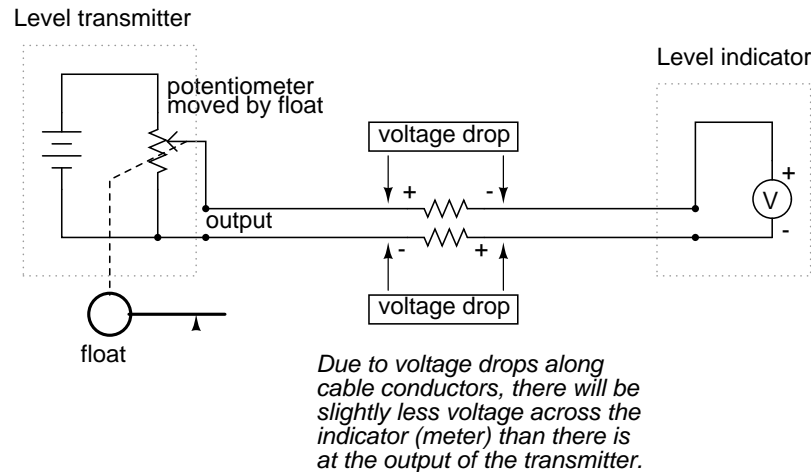 Level transmitter
Level indicator
potentiometer
moved by float
voltage drop
+
-
+
V
-
output
-
+
voltage drop
float
Due to voltage drops along
cable conductors, there will be
slightly less voltage across the
indicator (meter) than there is
at the output of the transmitter.